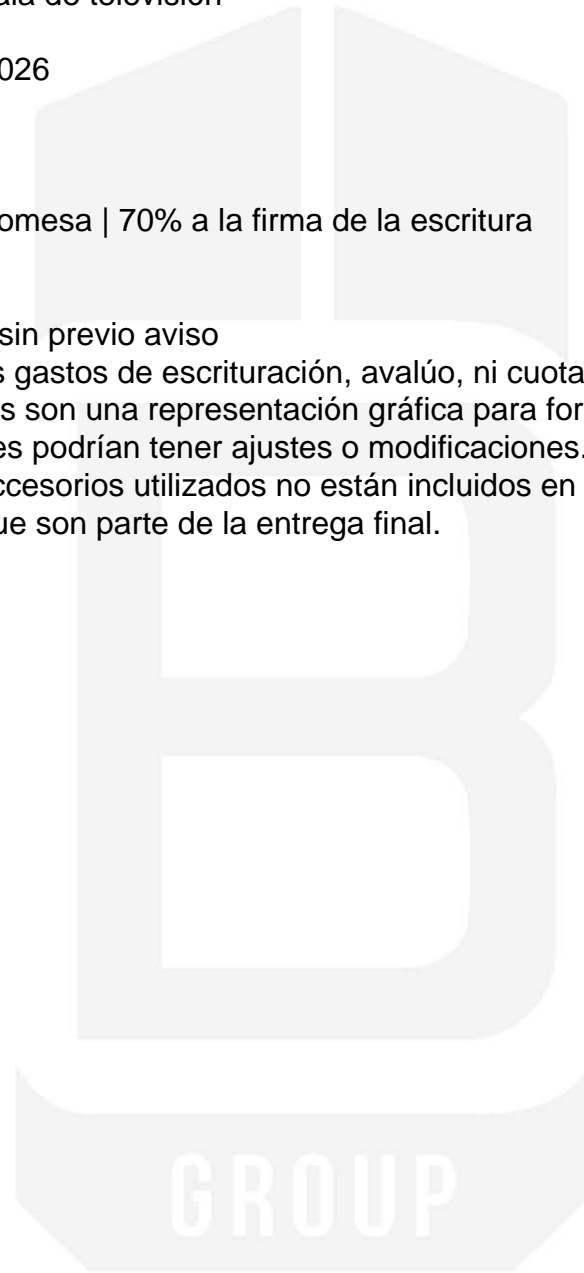 ala de televisión
026
omesa | 70% a la firma de la escritura
sin previo aviso
s gastos de escrituración, avalúo, ni cuota
s son una representación gráfica para for
es podrían tener ajustes o modificaciones.
ccesorios utilizados no están incluidos en
ue son parte de la entrega final.
GROUP